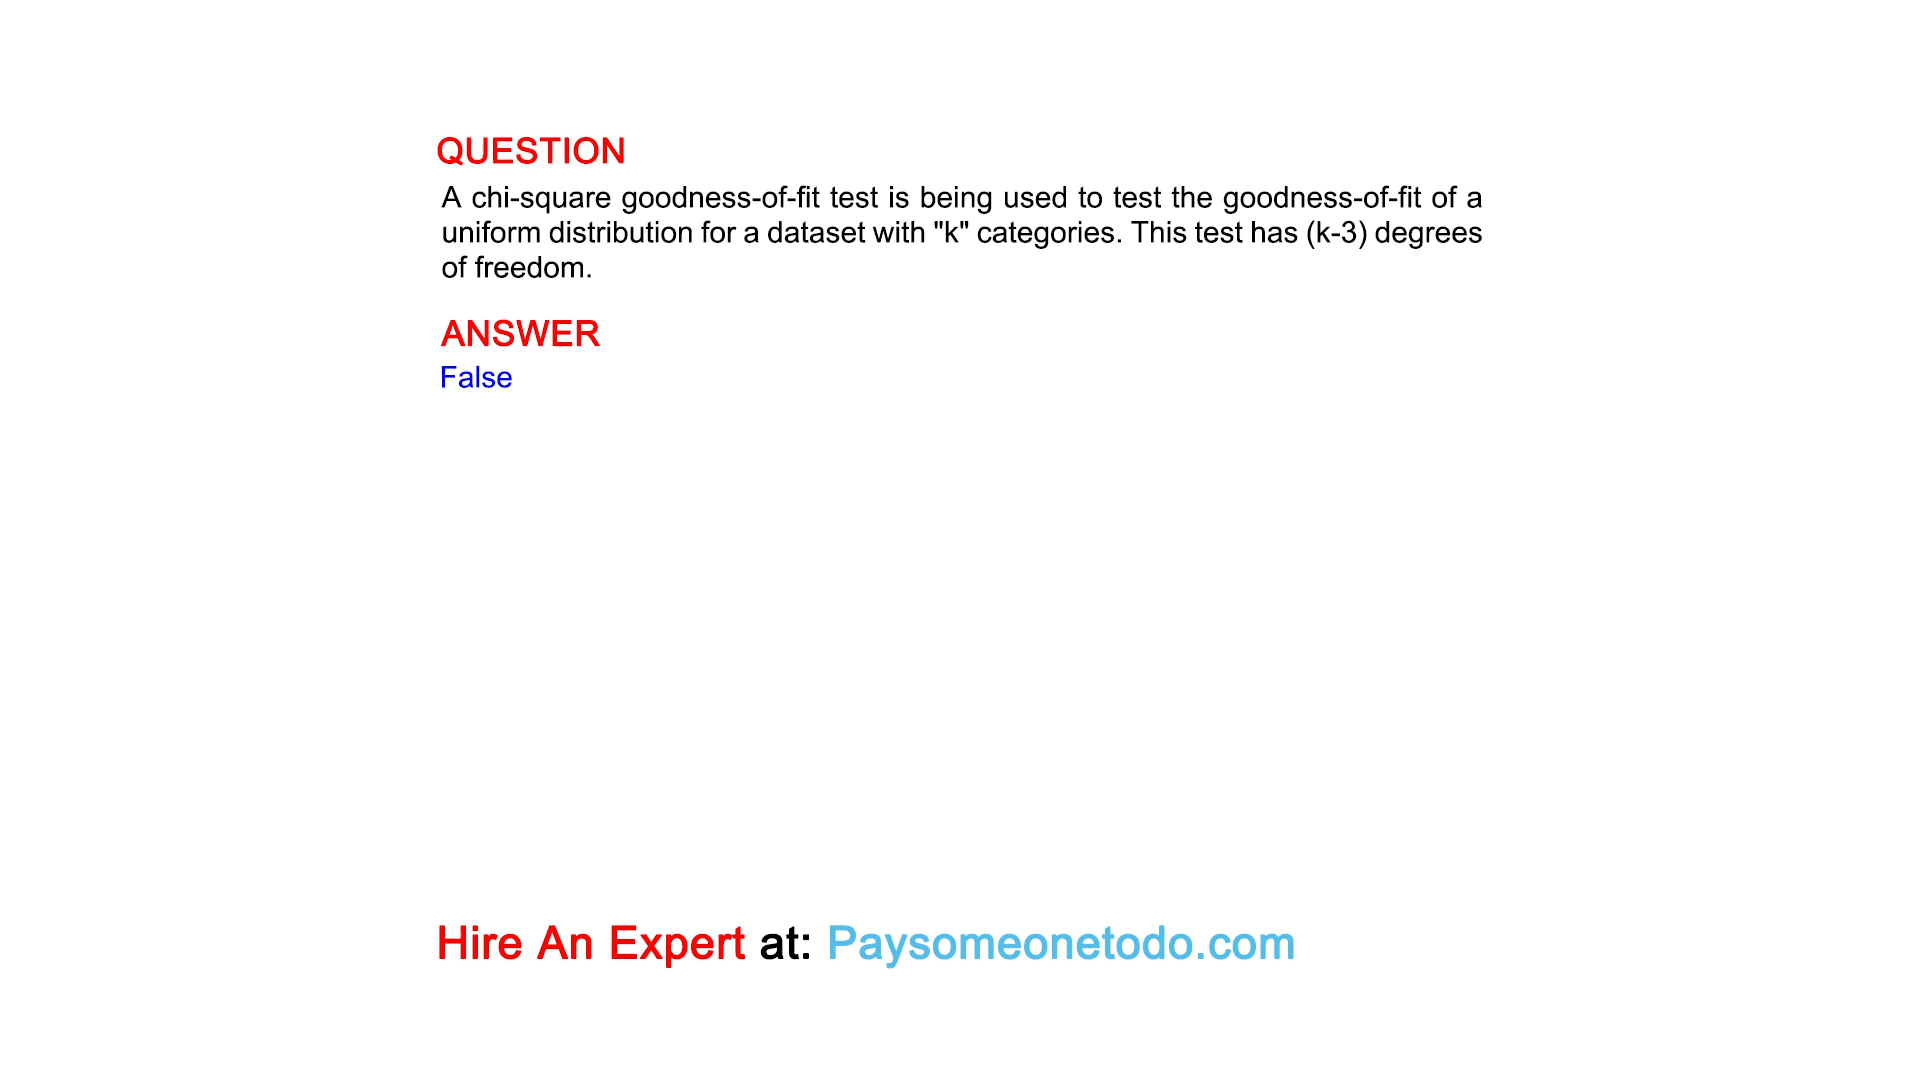 QUESTION
A chi-square goodness-of-fit test is being used to test the goodness-of-fit of a
uniform distribution for a dataset with "k" categories. This test has (k-3) degrees
of freedom.
ANSWER
False
Hire An Expert at: Paysomeonetodo.com